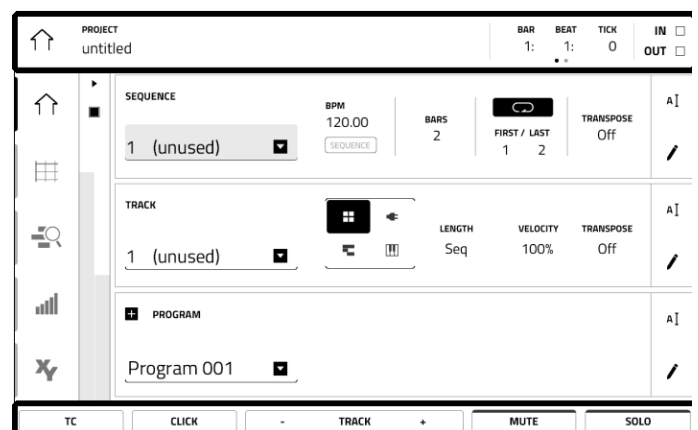 PROJECT
untitled
BAR BEAT TICK
1: 1: 0
IN
OUT
SEQUENCE
1 (unused)
BPM
120.00
SEQUENCE
BARS
2
FIRST / LAST
1 2
TRANSPOSE
Off
A
TRACK
1 (unused)
LENGTH
Seq
VELOCITY
100%
TRANSPOSE
Off
A
PROGRAM
Program 001
A
XY
TC CLICK - TRACK + MUTE SOLO